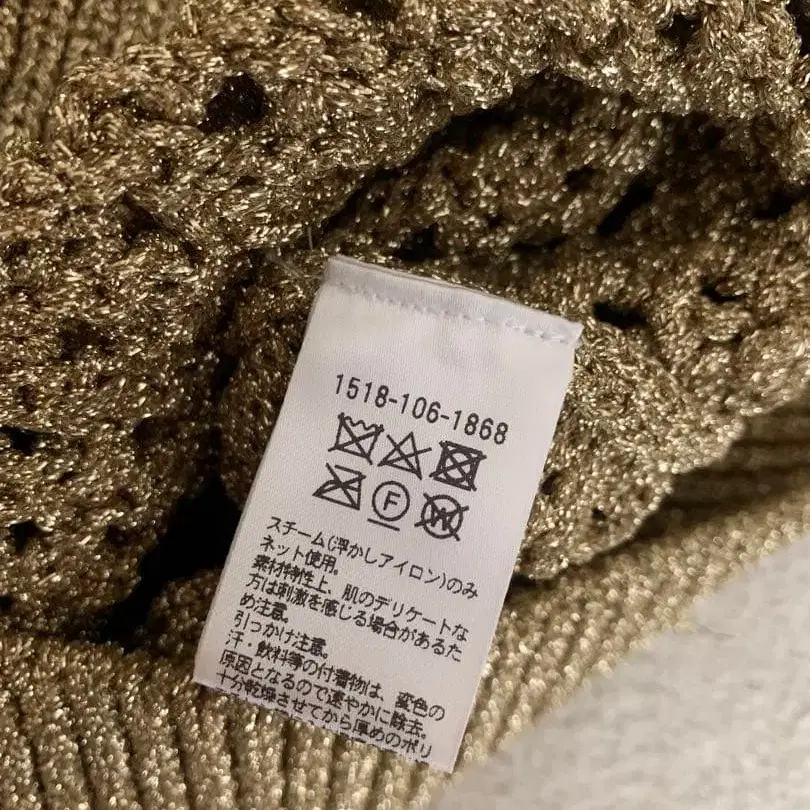 1518-106-1868
F
W
スチーム(浮かしアイロン)のみ
ネット使用。
素材特性上、肌のデリケートな
方は刺激を感じる場合があるた
め注意。
引っかけ注意。
汗・飲料等の付着物は、変色の
原因となるので速やかに除去。
十分乾燥させてから厚めのポリ